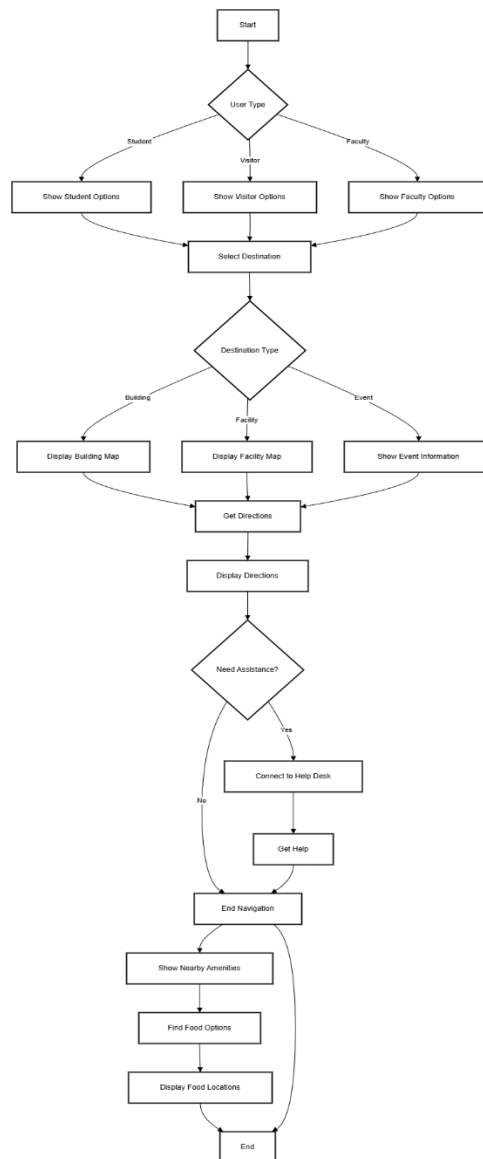 Start
User Type
Student
Visitor
Faculty
Show Student Options
Show Visitor Options
Show Faculty Options
Select Destination
Destination Type
Building
Facility
Event
Display Building Map
Display Facility Map
Show Event Information
Get Directions
Display Directions
Need Assistance?
Yes
Connect to Help Desk
No
Get Help
End Navigation
Show Nearby Amenities
Find Food Options
Display Food Locations
End